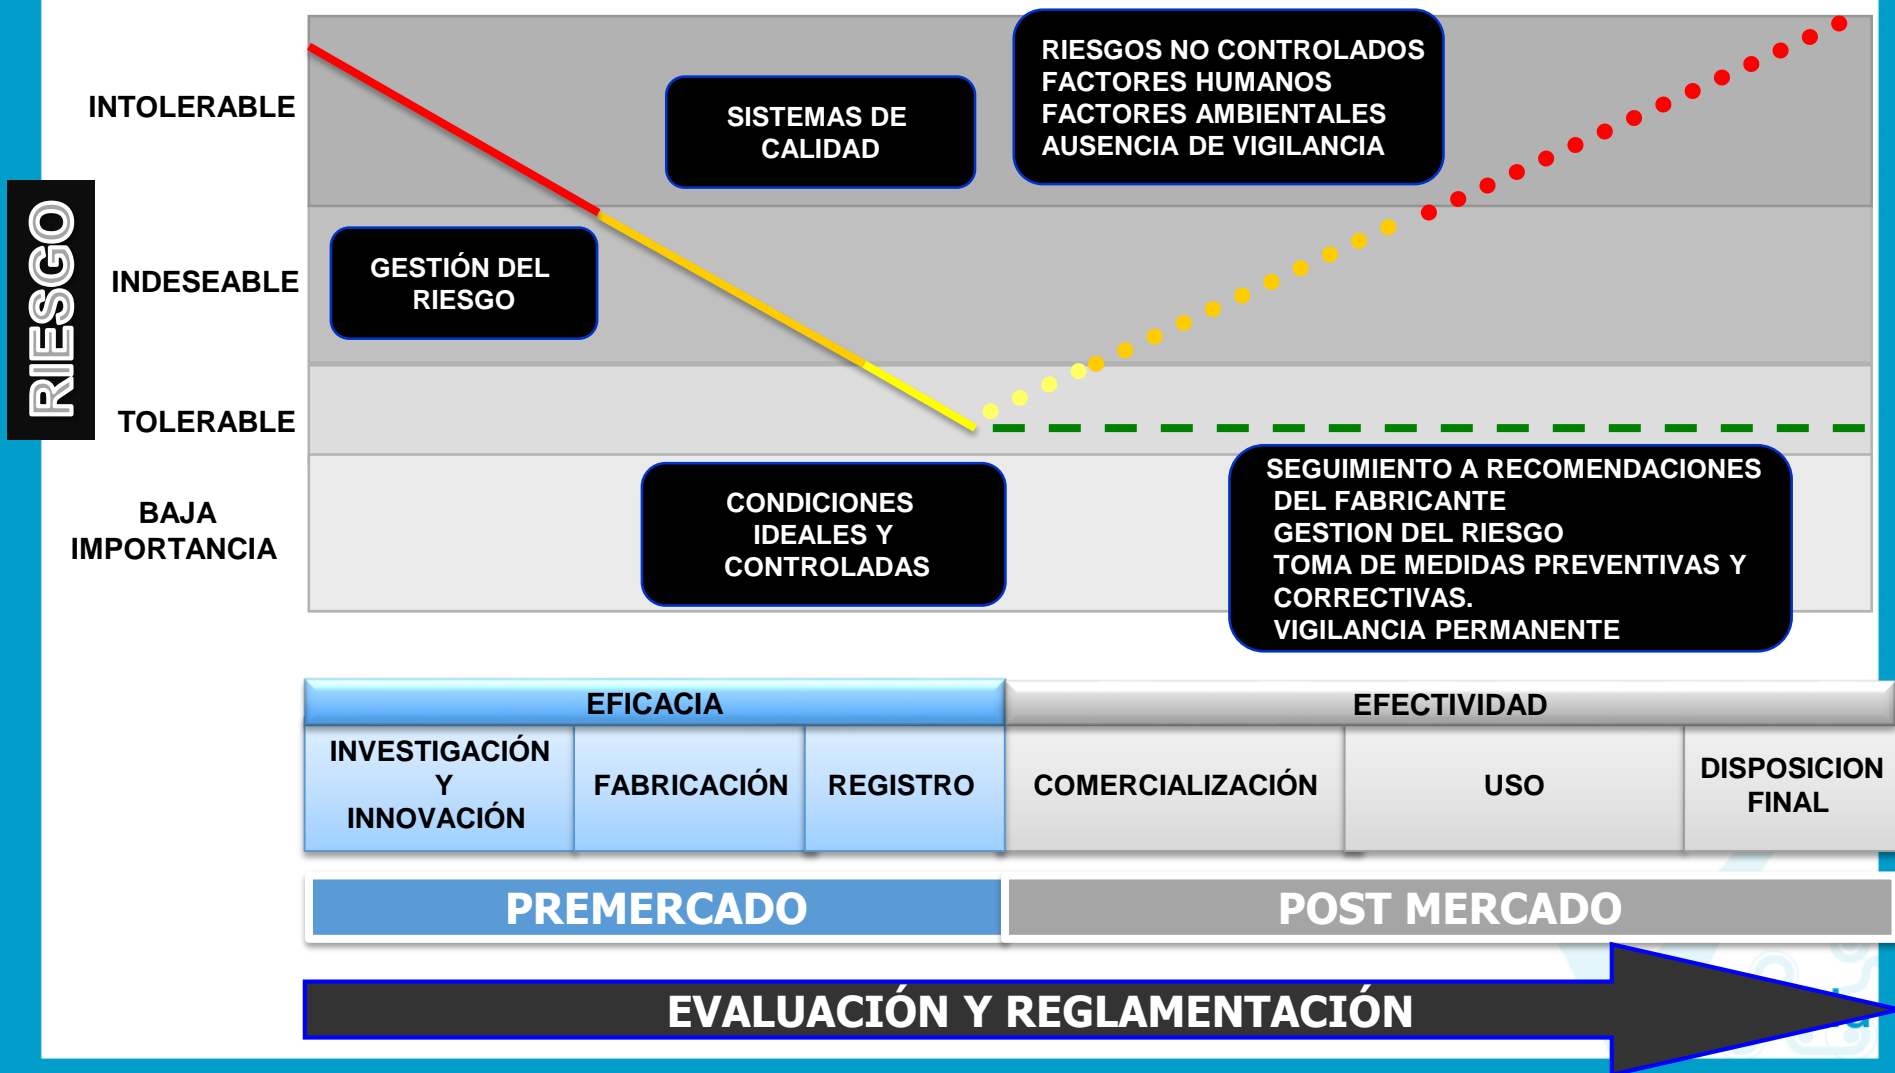 RIESGO
INTOLERABLE
INDESEABLE
TOLERABLE
BAJA
IMPORTANCIA
GESTIÓN DEL
RIESGO
SISTEMAS DE
CALIDAD
RIESGOS NO CONTROLADOS
FACTORES HUMANOS
FACTORES AMBIENTALES
AUSENCIA DE VIGILANCIA
CONDICIONES
IDEALES Y
CONTROLADAS
SEGUIMIENTO A RECOMENDACIONES
DEL FABRICANTE
GESTION DEL RIESGO
TOMA DE MEDIDAS PREVENTIVAS Y
CORRECTIVAS.
VIGILANCIA PERMANENTE
EFICACIA
EFECTIVIDAD
INVESTIGACIÓN
Y
INNOVACIÓN
FABRICACIÓN
REGISTRO
COMERCIALIZACIÓN
USO
DISPOSICION
FINAL
PREMERCADO
POST MERCADO
EVALUACIÓN Y REGLAMENTACIÓN